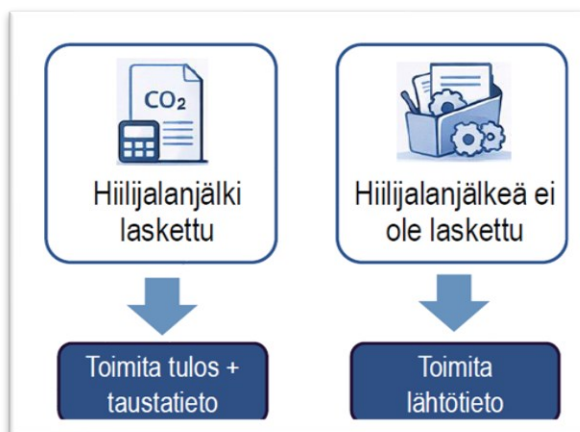 CO₂
Hiilijalanjälki
laskettu
Hiilijalanjälkeä ei
ole laskettu
Toimita tulos +
taustatieto
Toimita
lähtötieto